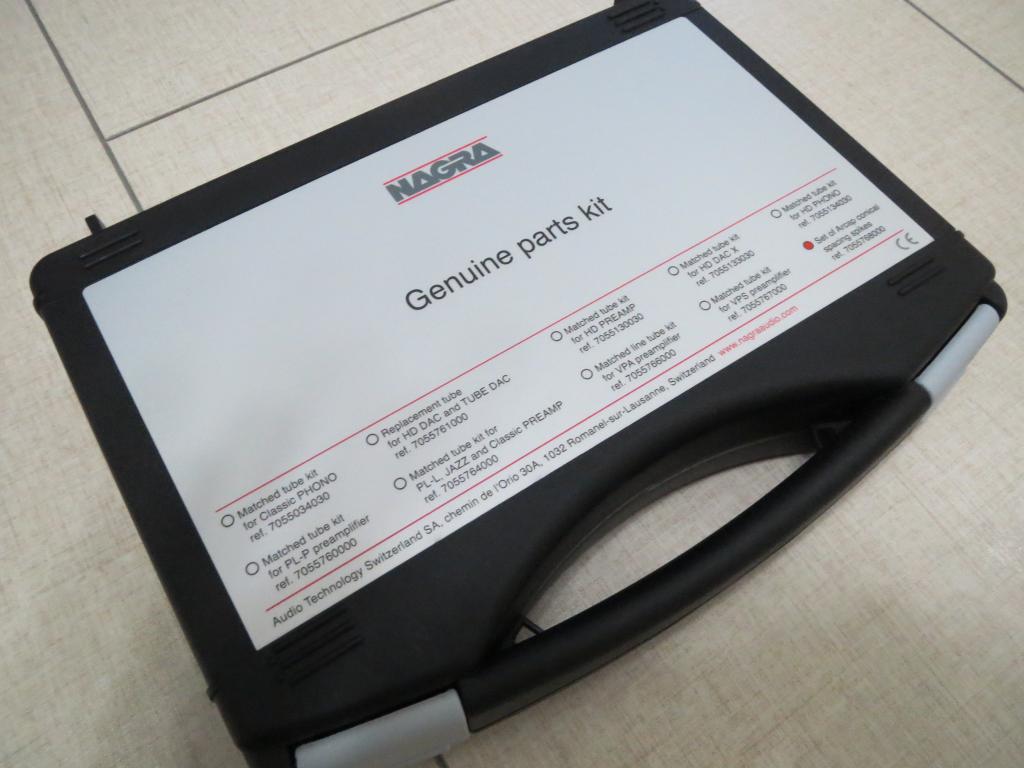 NAGRA
Genuine parts kit
Matched tube kit
for Classic PHONO
ref. 7055034030
Replacement tube
for HD DAC and TUBE DAC
ref. 7055761000
Matched tube kit
for HD PREAMP
ref. 7055130030
Matched tube kit
for HD DAC X
ref. 7055133030
Matched tube kit
for HD PHONO
ref. 7055134030
Matched tube kit
for PL-P preamplifier
ref. 7055760000
Matched tube kit for
PL-L, JAZZ and Classic PREAMP
ref. 7055764000
Matched line tube kit
for VPA preamplifier
ref. 7055766000
Matched tube kit
for VPS preamplifier
ref. 7055767000
Set of Arcap conical
spacing spikes
ref. 7055768000
CE
Audio Technology Switzerland SA, chemin de l'Orio 30A, 1032 Romanel-sur-Lausanne, Switzerland www.nagraaudio.com